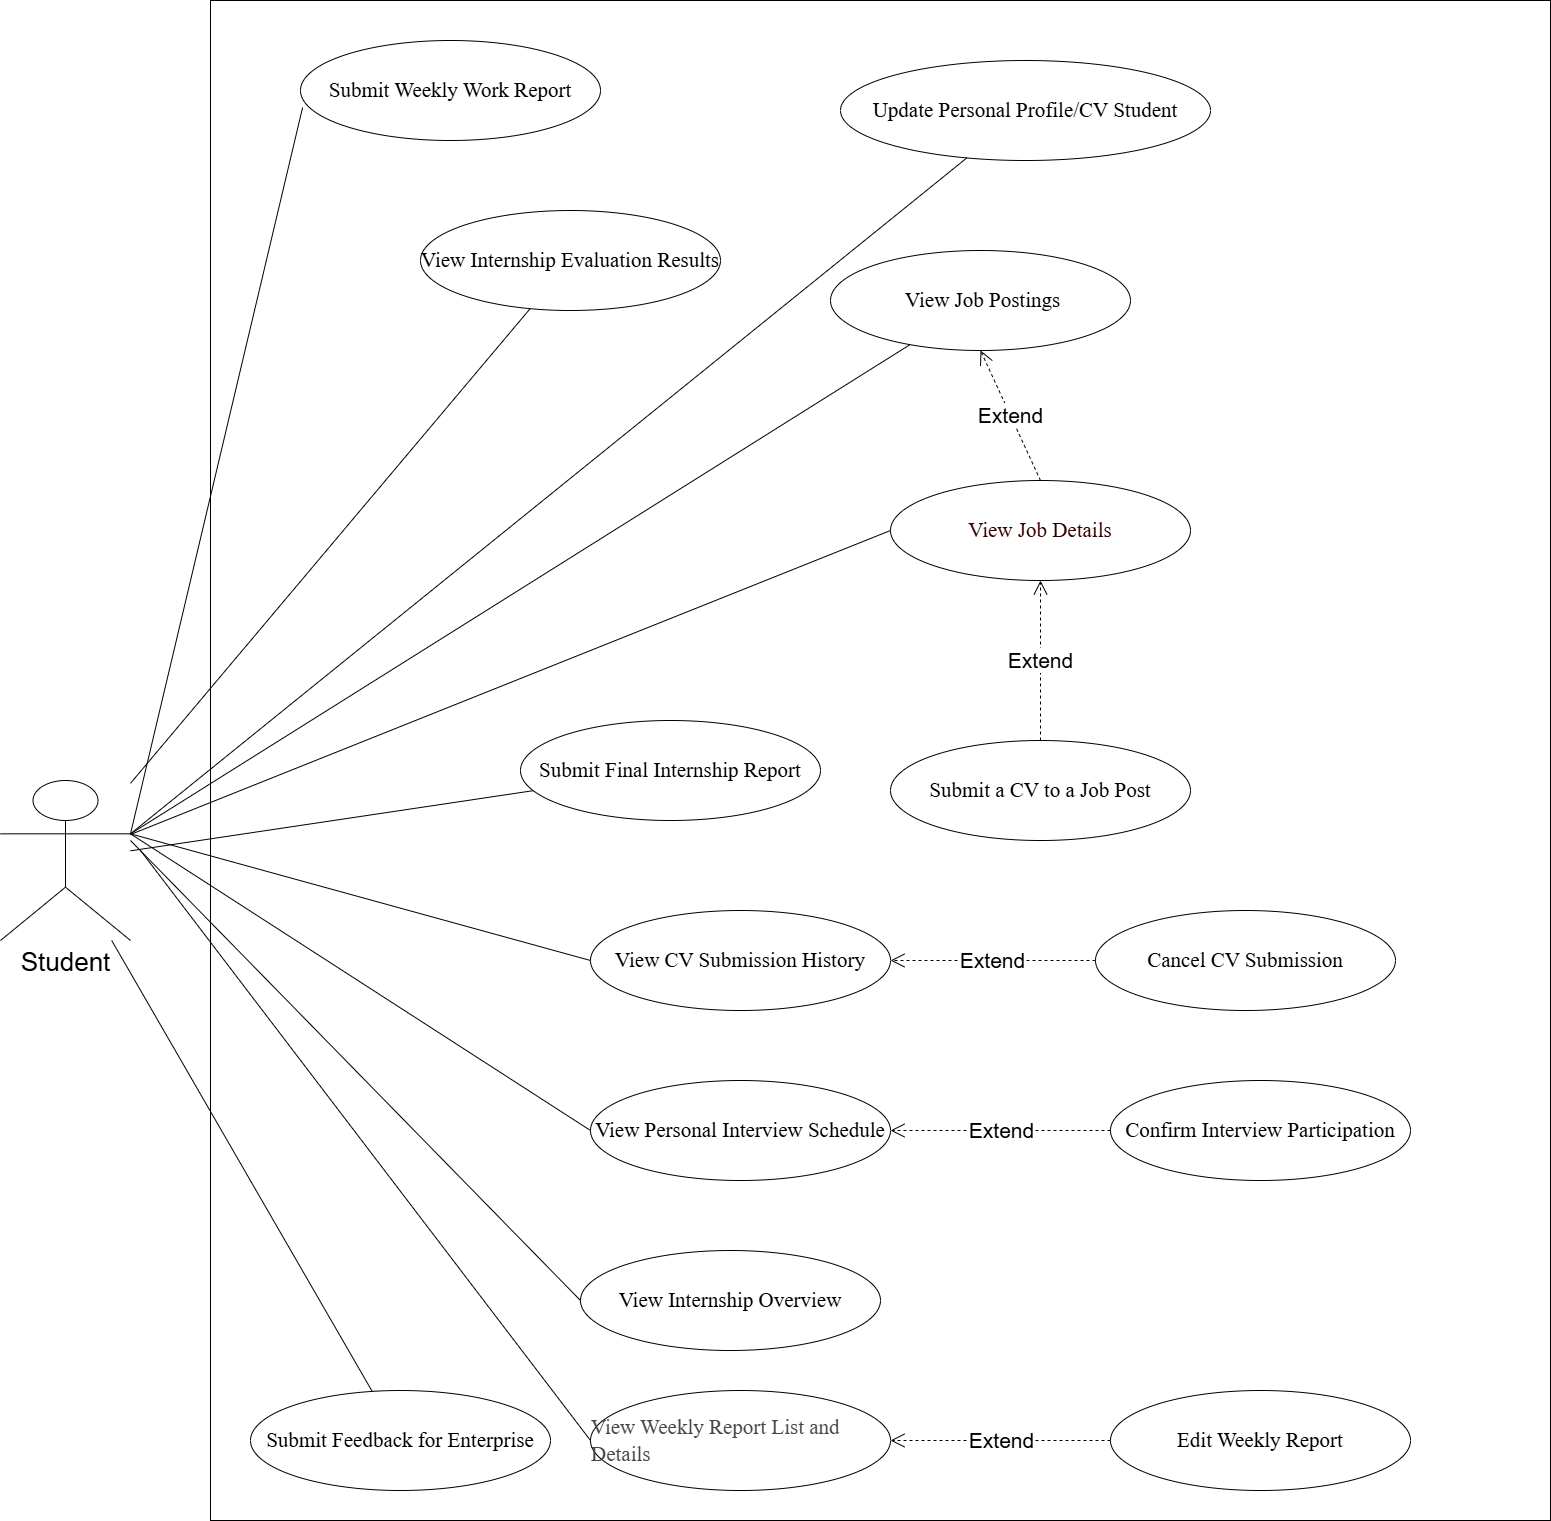 Submit Weekly Work Report
Update Personal Profile/CV Student
View Internship Evaluation Results
View Job Postings
Extend
View Job Details
Extend
Submit Final Internship Report
Submit a CV to a Job Post
Student
View CV Submission History
Extend
Cancel CV Submission
View Personal Interview Schedule
Extend
Confirm Interview Participation
View Internship Overview
Submit Feedback for Enterprise
View Weekly Report List and
Details
Extend
Edit Weekly Report